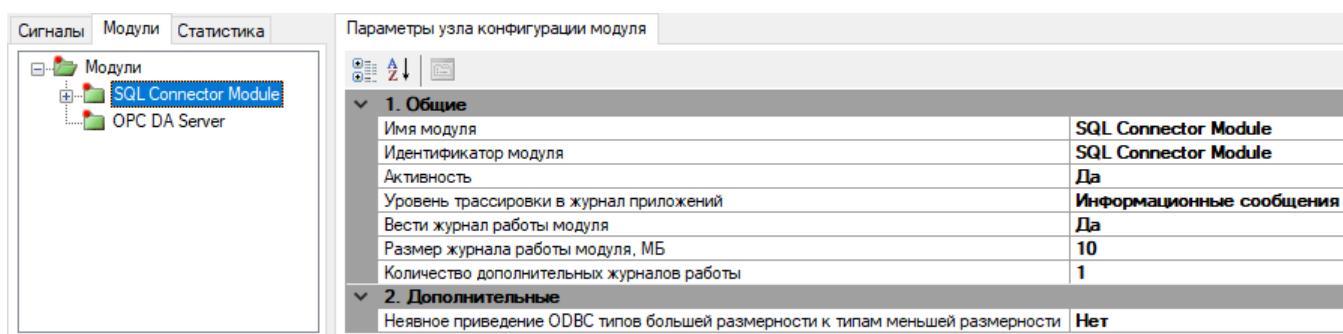 Сигналы Модули Статистика
Параметры узла конфигурации модуля
Модули
SQL Connector Module
OPC DA Server
1. Общие
Имя модуля SQL Connector Module
Идентификатор модуля SQL Connector Module
Активность Да
Уровень трассировки в журнал приложений Информационные сообщения
Вести журнал работы модуля Да
Размер журнала работы модуля, МБ 10
Количество дополнительных журналов работы 1
2. Дополнительные
Неявное приведение ODBC типов большей размерности к типам меньшей размерности Нет